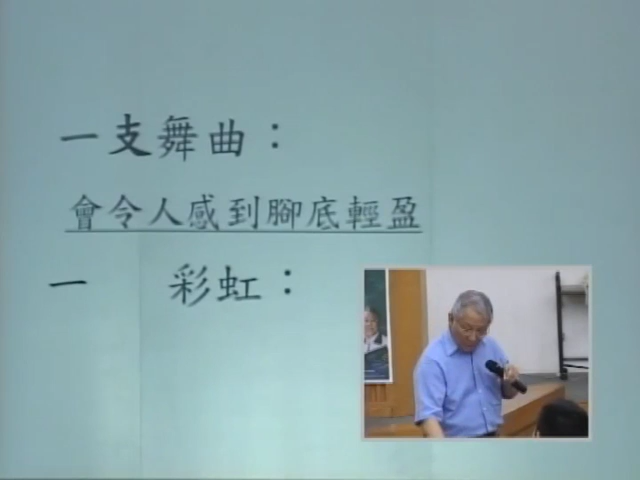 一支舞曲：
會令人感到腳底輕盈
一　　彩虹：